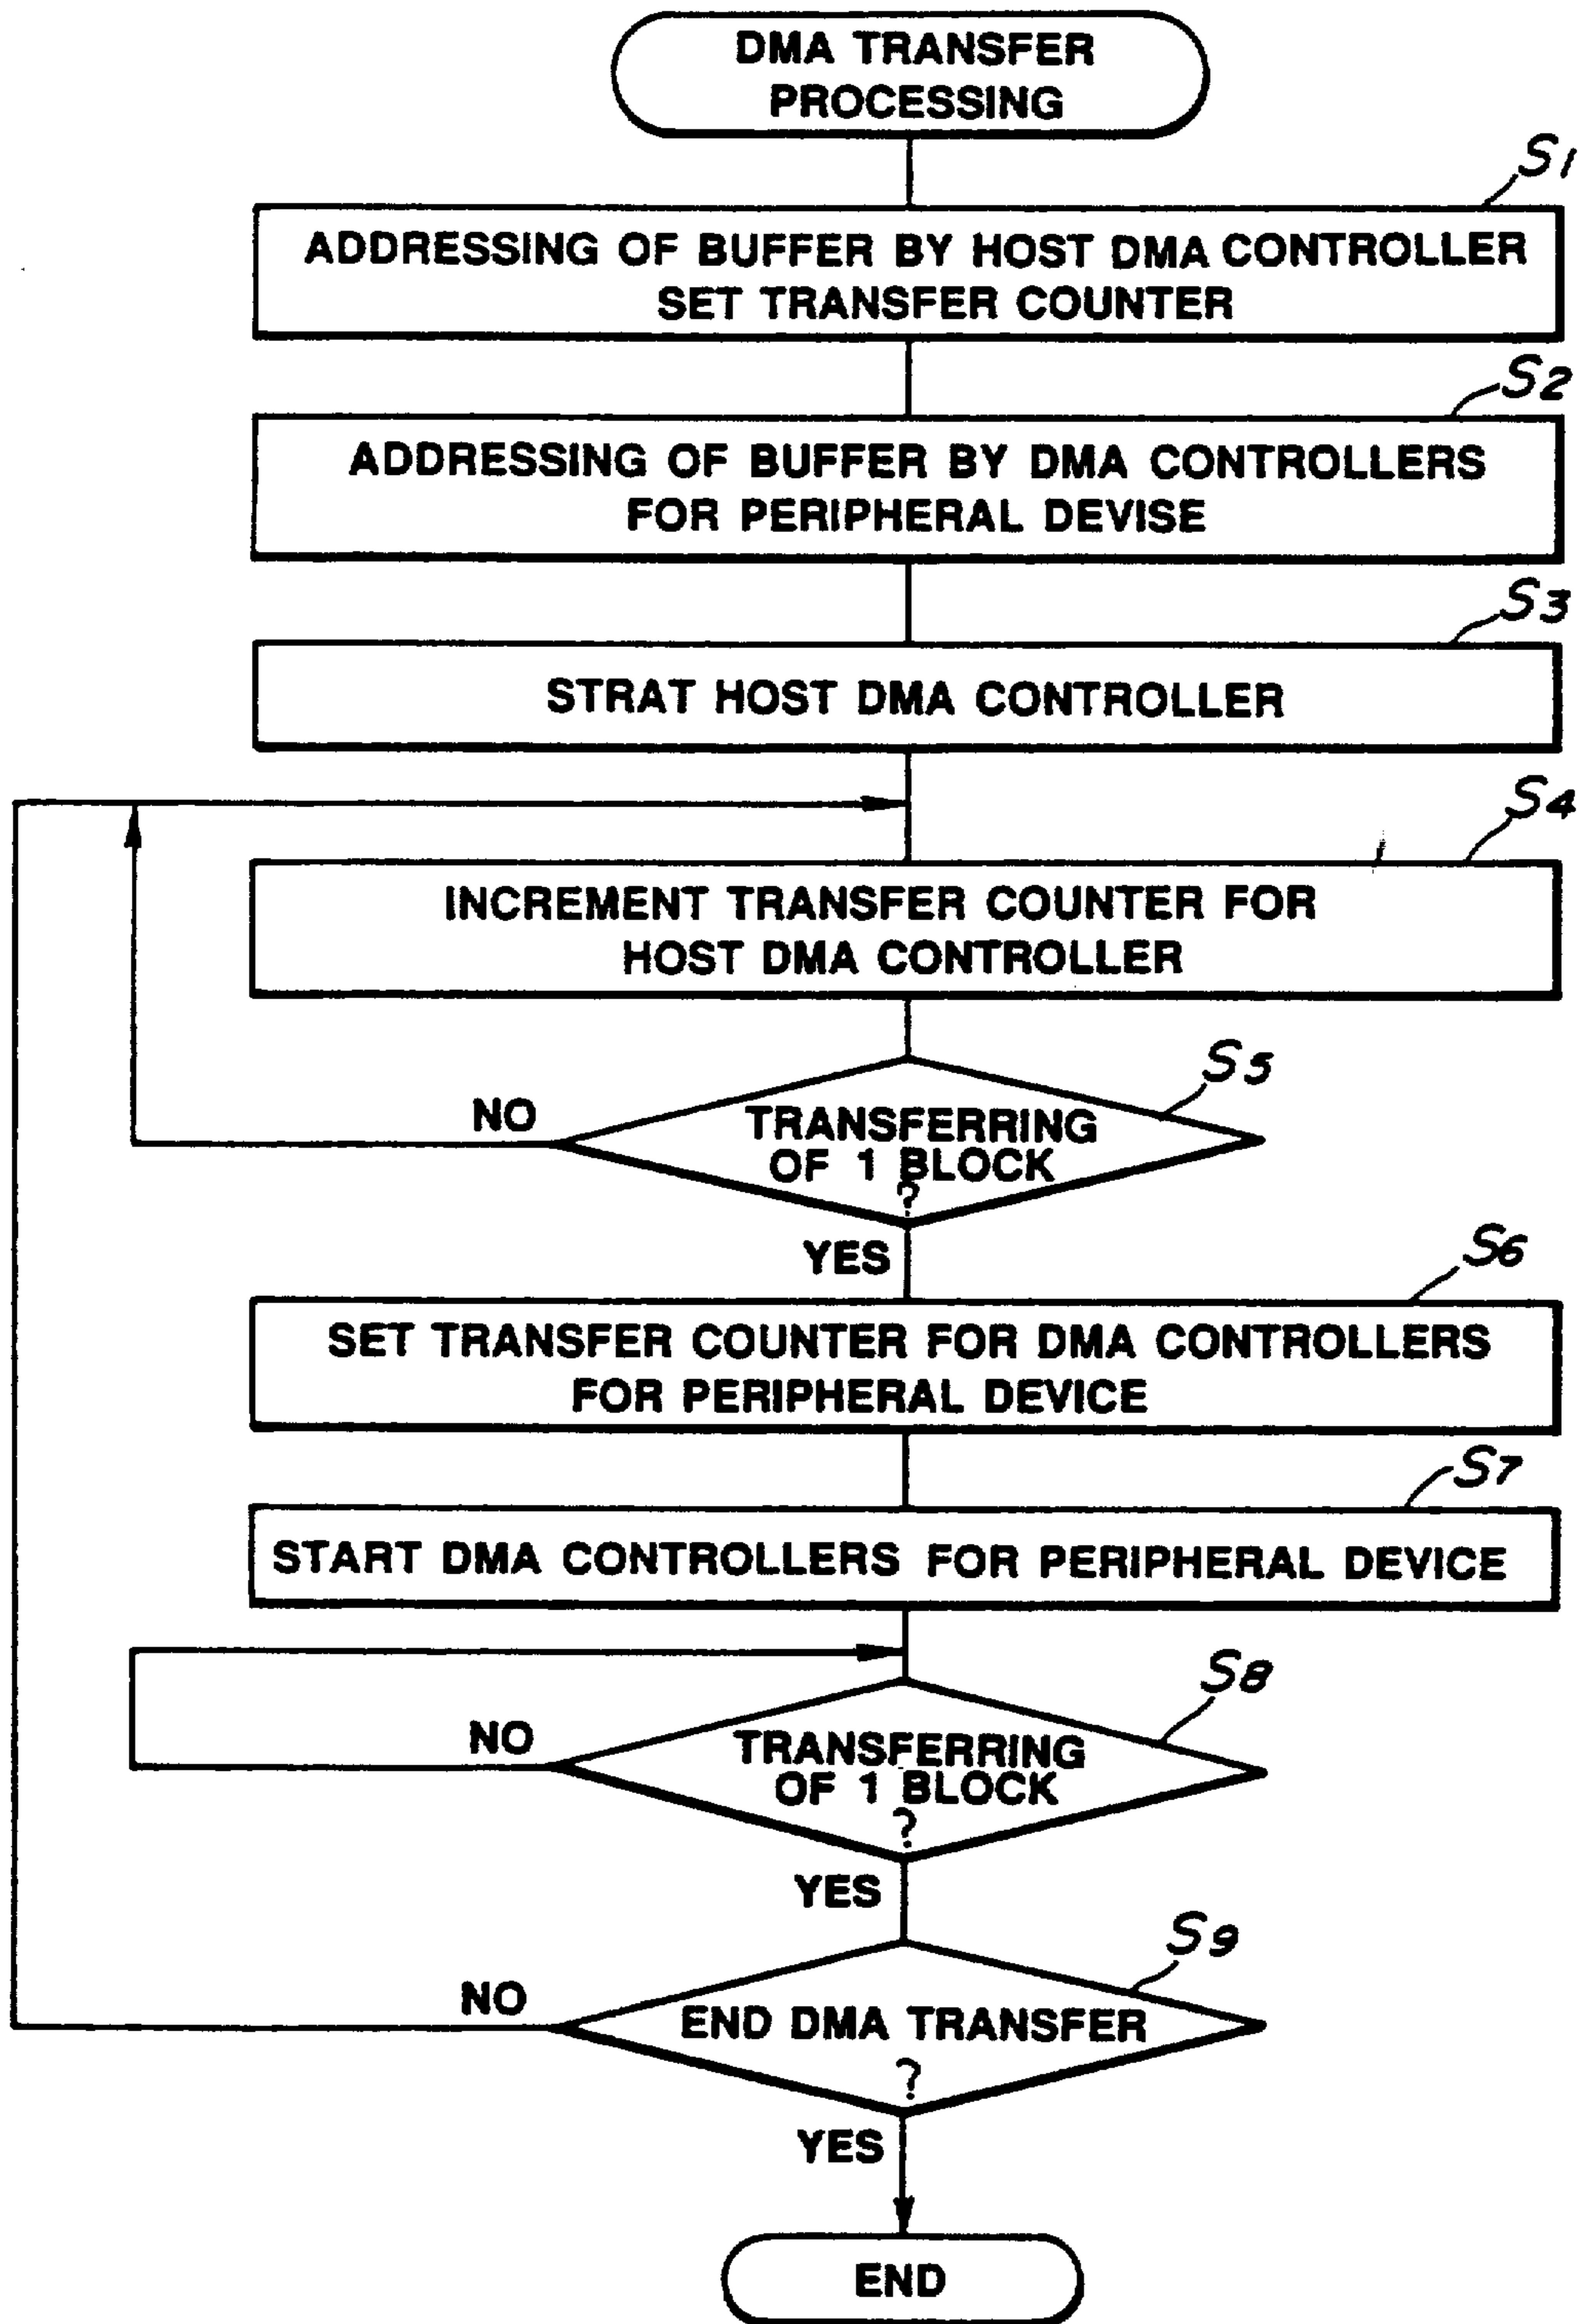 DMA TRANSFER
PROCESSING
S1
ADDRESSING OF BUFFER BY HOST DMA CONTROLLER
SET TRANSFER COUNTER
S2
ADDRESSING OF BUFFER BY DMA CONTROLLERS
FOR PERIPHERAL DEVISE
S3
STRAT HOST DMA CONTROLLER
S4
INCREMENT TRANSFER COUNTER FOR
HOST DMA CONTROLLER
S5
NO
TRANSFERRING
OF 1 BLOCK
?
YES
S6
SET TRANSFER COUNTER FOR DMA CONTROLLERS
FOR PERIPHERAL DEVICE
S7
START DMA CONTROLLERS FOR PERIPHERAL DEVICE
S8
NO
TRANSFERRING
OF 1 BLOCK
?
YES
S9
NO
END DMA TRANSFER
?
YES
END